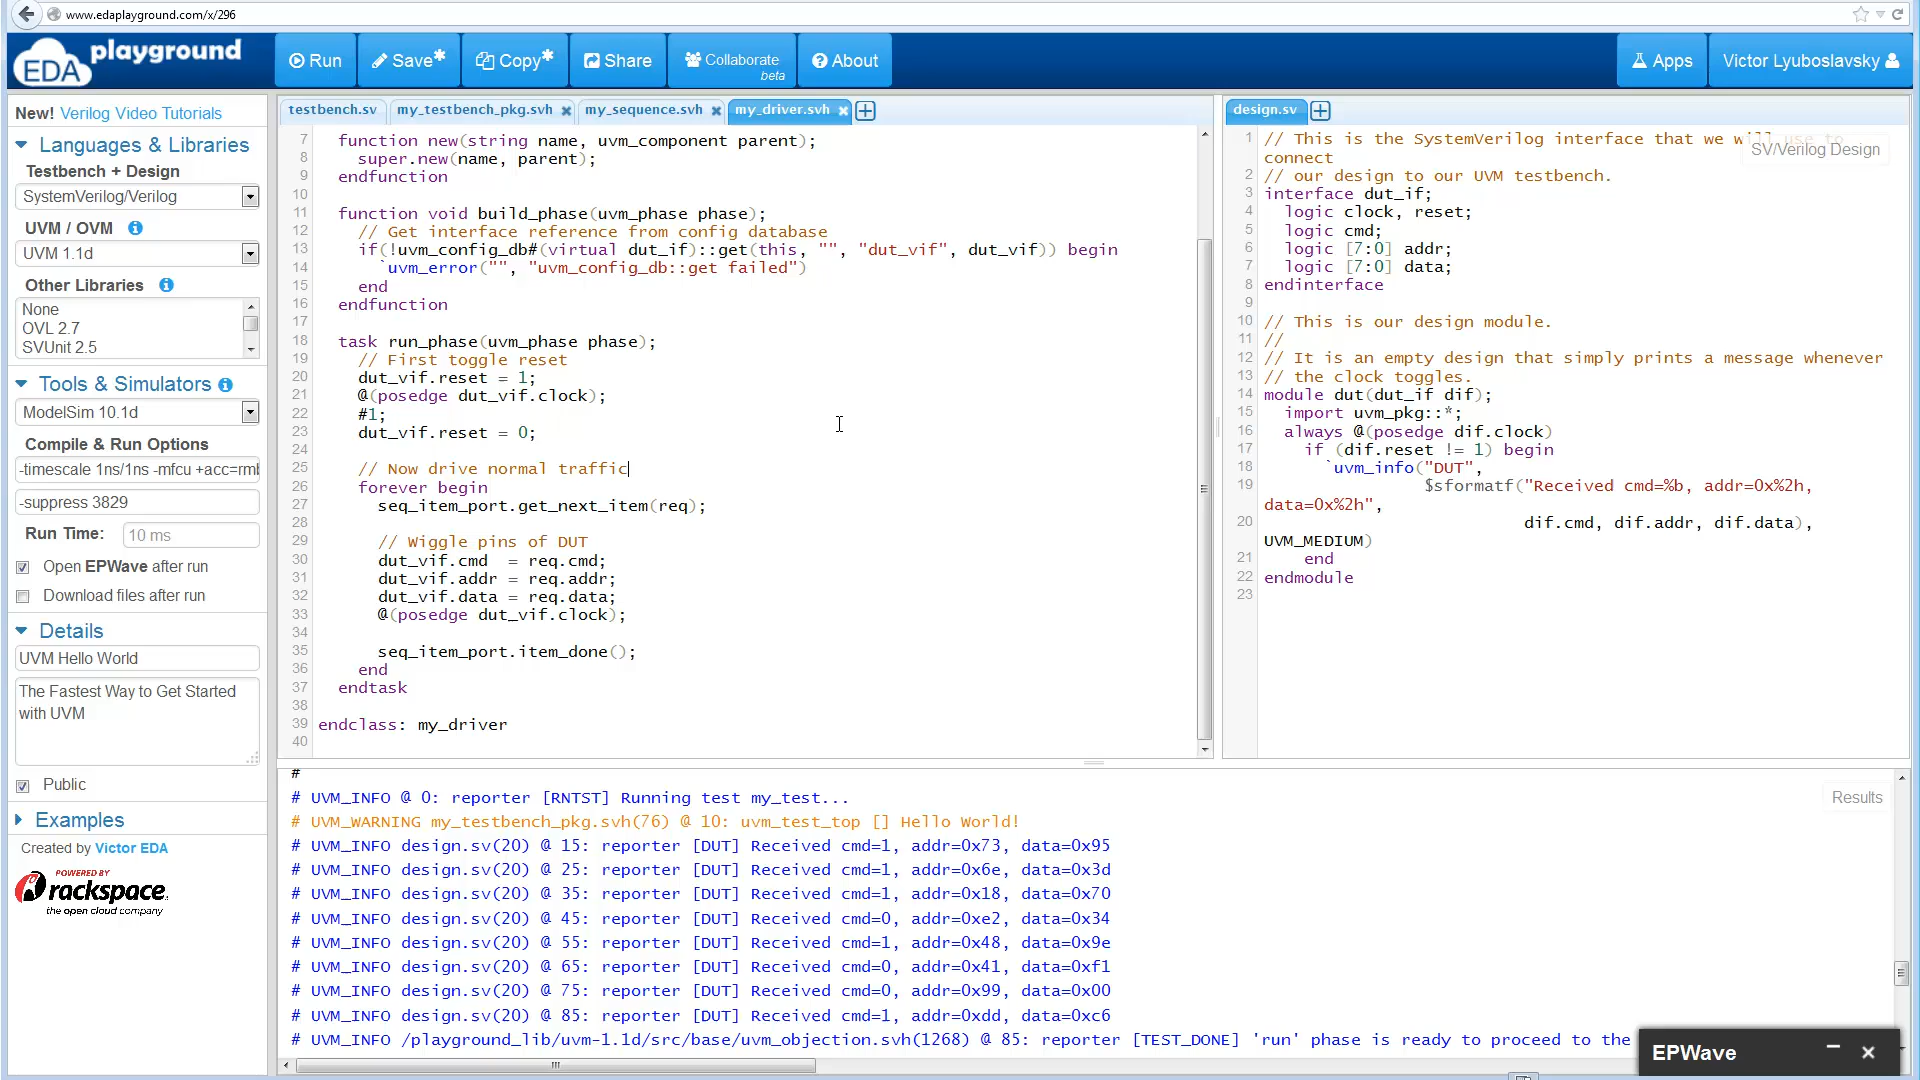 www.edaplayground.com/x/296
EDA playground
Run
Save*
Copy*
Share
Collaborate
beta
About
Apps
Victor Lyuboslavsky
New! Verilog Video Tutorials
Languages & Libraries
Testbench + Design
SystemVerilog/Verilog
UVM / OVM
UVM 1.1d
Other Libraries
None
OVL 2.7
SVUnit 2.5
Tools & Simulators
ModelSim 10.1d
Compile & Run Options
-timescale 1ns/1ns -mfcu +acc=rmb
-suppress 3829
Run Time: 10 ms
Open EPWave after run
Download files after run
Details
UVM Hello World
The Fastest Way to Get Started
with UVM
Public
Examples
Created by Victor EDA
POWERED BY
rackspace.
the open cloud company
testbench.sv my_testbench_pkg.svh my_sequence.svh my_driver.svh
7 function new(string name, uvm_component parent);
8 super.new(name, parent);
9 endfunction
10
11 function void build_phase(uvm_phase phase);
12 // Get interface reference from config database
13 if(!uvm_config_db#(virtual dut_if)::get(this, "", "dut_vif", dut_vif)) begin
14 `uvm_error("", "uvm_config_db::get failed")
15 end
16 endfunction
17
18 task run_phase(uvm_phase phase);
19 // First toggle reset
20 dut_vif.reset = 1;
21 @(posedge dut_vif.clock);
22 #1;
23 dut_vif.reset = 0;
24
25 // Now drive normal traffic
26 forever begin
27 seq_item_port.get_next_item(req);
28
29 // Wiggle pins of DUT
30 dut_vif.cmd  = req.cmd;
31 dut_vif.addr = req.addr;
32 dut_vif.data = req.data;
33 @(posedge dut_vif.clock);
34
35 seq_item_port.item_done();
36 end
37 endtask
38
39 endclass: my_driver
40
design.sv
SV/Verilog Design
1 // This is the SystemVerilog interface that we will use to
connect
2 // our design to our UVM testbench.
3 interface dut_if;
4 logic clock, reset;
5 logic cmd;
6 logic [7:0] addr;
7 logic [7:0] data;
8 endinterface
9
10 // This is our design module.
11 //
12 // It is an empty design that simply prints a message whenever
13 // the clock toggles.
14 module dut(dut_if dif);
15 import uvm_pkg::*;
16 always @(posedge dif.clock)
17 if (dif.reset != 1) begin
18 `uvm_info("DUT",
19 $sformatf("Received cmd=%b, addr=0x%2h,
data=0x%2h",
20 dif.cmd, dif.addr, dif.data),
UVM_MEDIUM)
21 end
22 endmodule
23
Results
#
# UVM_INFO @ 0: reporter [RNTST] Running test my_test...
# UVM_WARNING my_testbench_pkg.svh(76) @ 10: uvm_test_top [] Hello World!
# UVM_INFO design.sv(20) @ 15: reporter [DUT] Received cmd=1, addr=0x73, data=0x95
# UVM_INFO design.sv(20) @ 25: reporter [DUT] Received cmd=1, addr=0x6e, data=0x3d
# UVM_INFO design.sv(20) @ 35: reporter [DUT] Received cmd=1, addr=0x18, data=0x70
# UVM_INFO design.sv(20) @ 45: reporter [DUT] Received cmd=0, addr=0xe2, data=0x34
# UVM_INFO design.sv(20) @ 55: reporter [DUT] Received cmd=1, addr=0x48, data=0x9e
# UVM_INFO design.sv(20) @ 65: reporter [DUT] Received cmd=0, addr=0x41, data=0xf1
# UVM_INFO design.sv(20) @ 75: reporter [DUT] Received cmd=0, addr=0x99, data=0x00
# UVM_INFO design.sv(20) @ 85: reporter [DUT] Received cmd=1, addr=0xdd, data=0xc6
# UVM_INFO /playground_lib/uvm-1.1d/src/base/uvm_objection.svh(1268) @ 85: reporter [TEST_DONE] 'run' phase is ready to proceed to the
EPWave